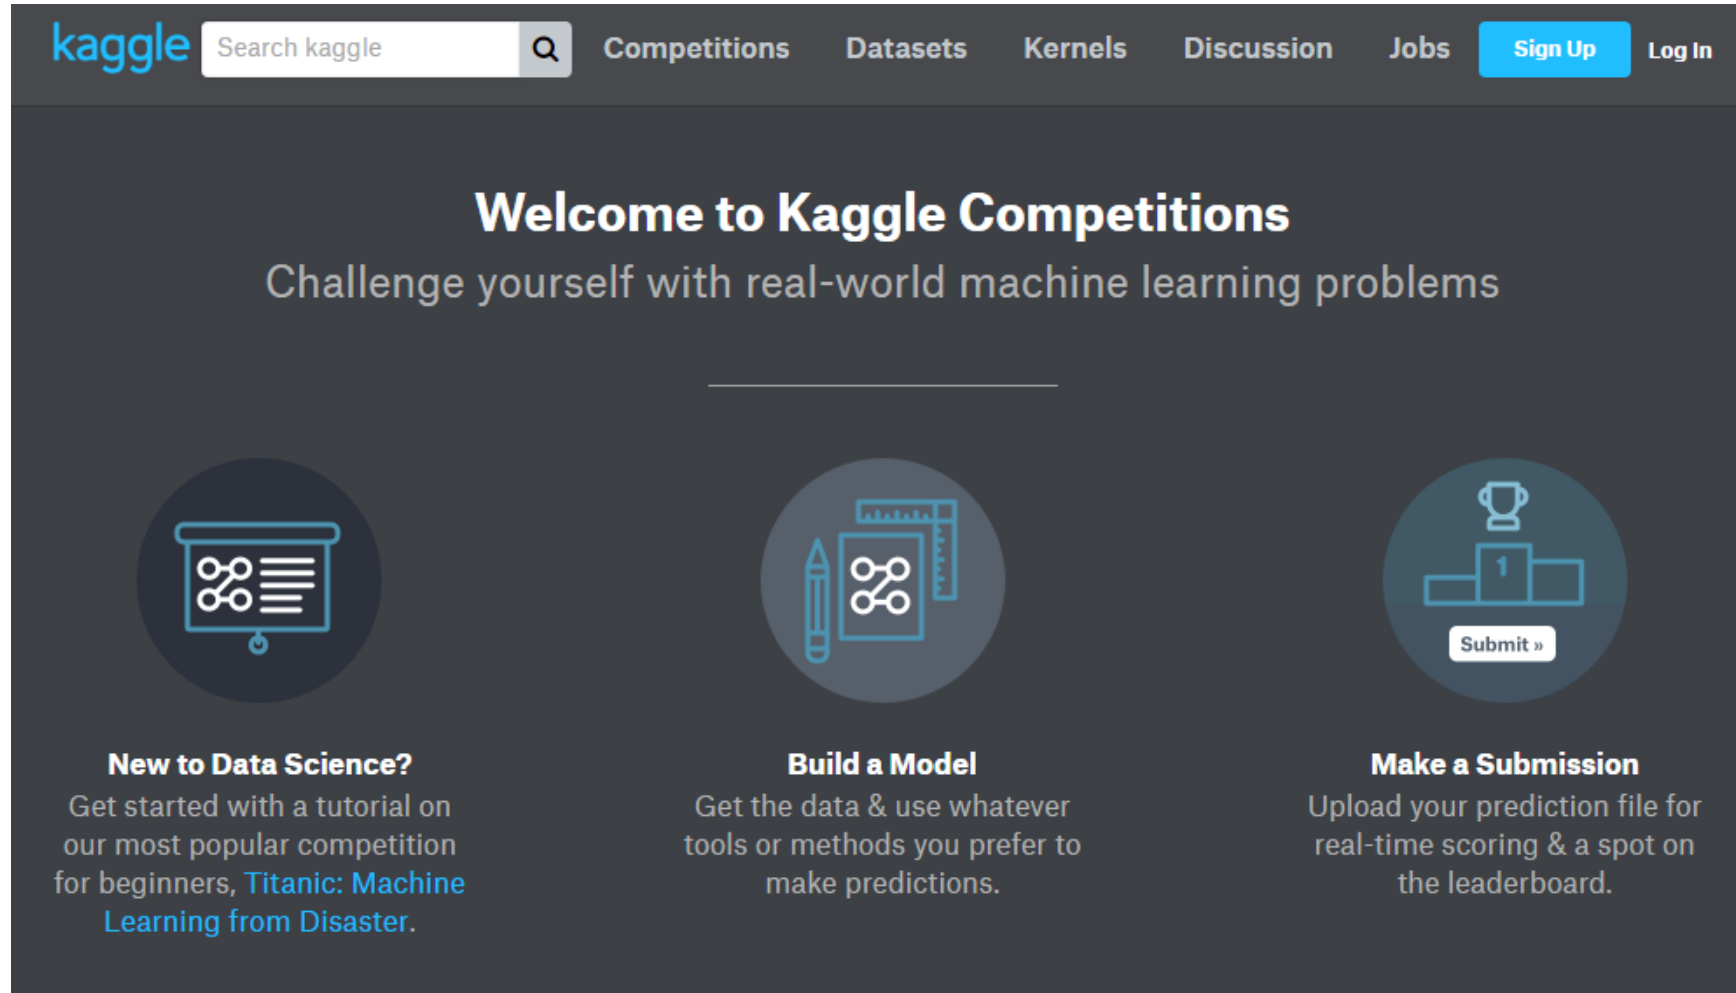 kaggle Search kaggle Competitions Datasets Kernels Discussion Jobs Sign Up Log In
Welcome to Kaggle Competitions
Challenge yourself with real-world machine learning problems
1
Submit »
New to Data Science?
Get started with a tutorial on
our most popular competition
for beginners, Titanic: Machine
Learning from Disaster.
Build a Model
Get the data & use whatever
tools or methods you prefer to
make predictions.
Make a Submission
Upload your prediction file for
real-time scoring & a spot on
the leaderboard.